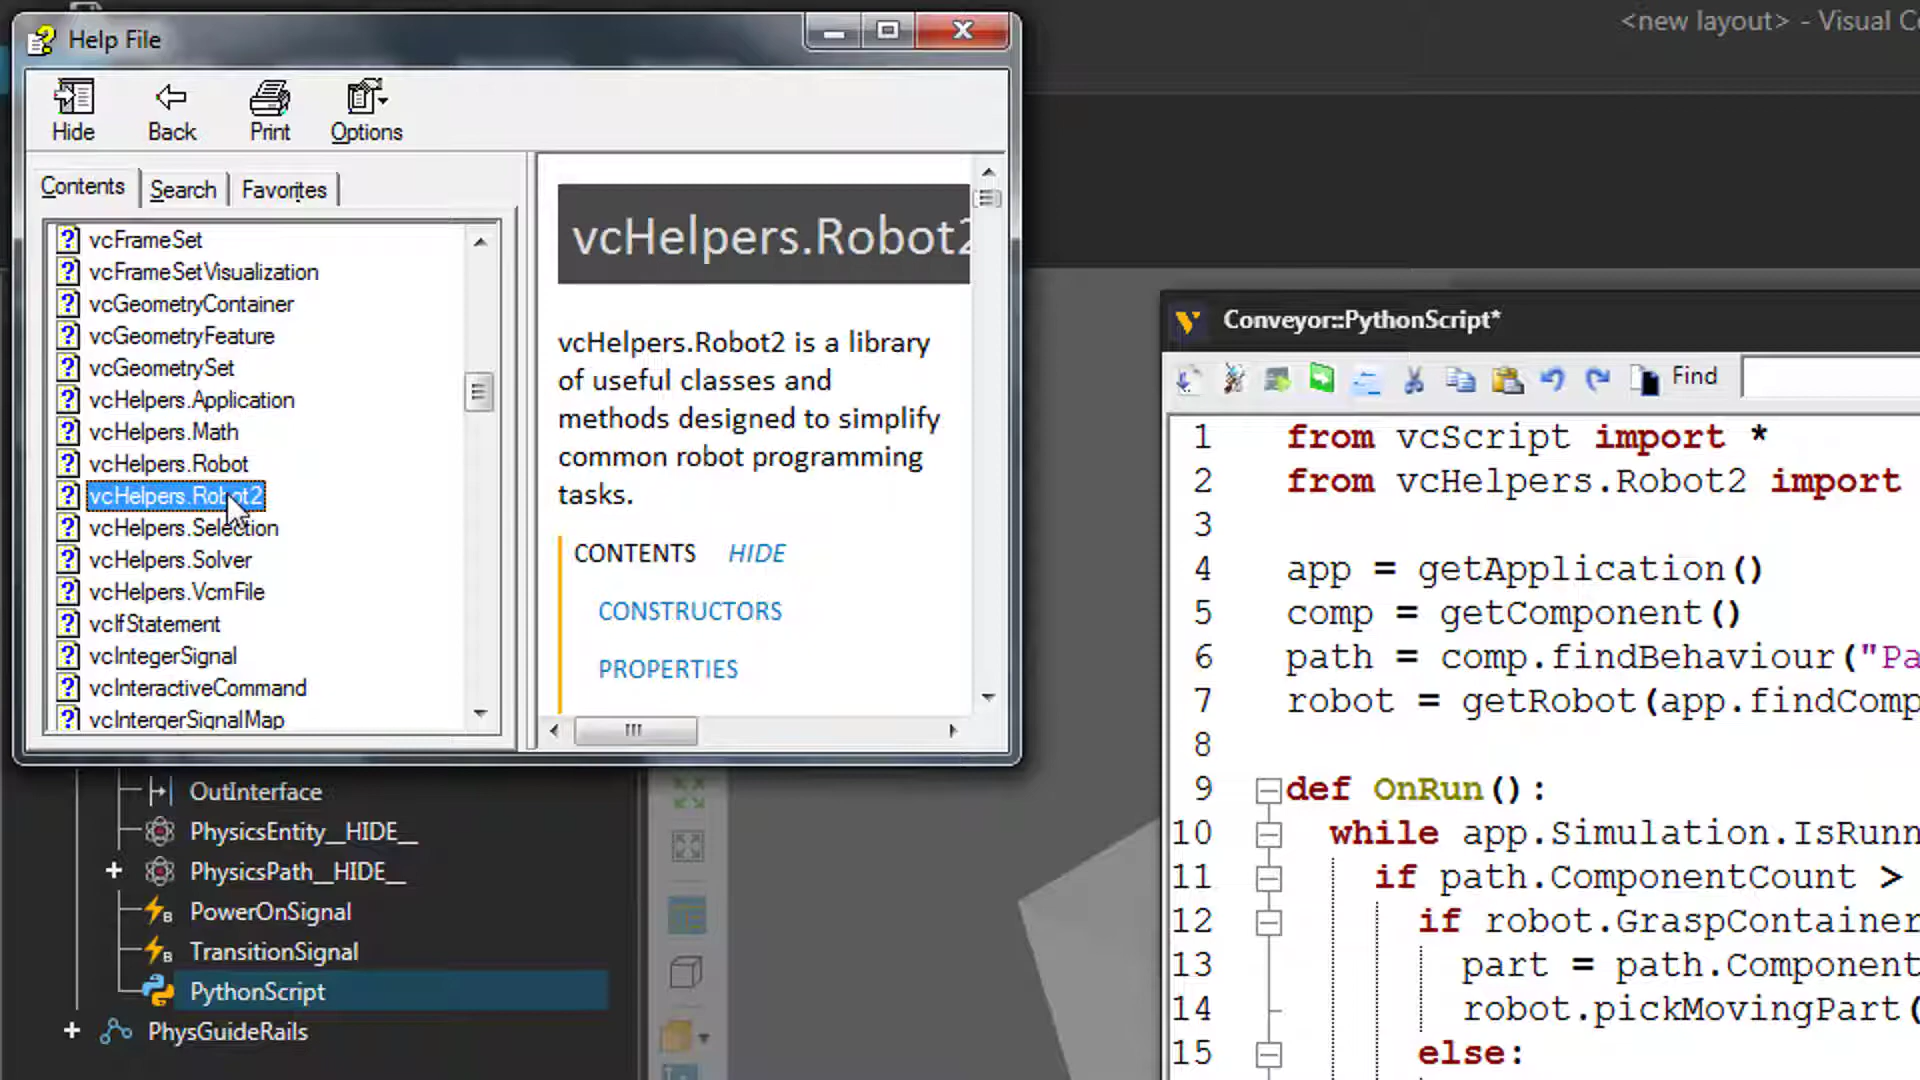 <new layout> - Visual Co
Help File
Hide
Back
Print
Options
Contents
Search
Favorites
vcFrameSet
vcFrameSetVisualization
vcGeometryContainer
vcGeometryFeature
vcGeometrySet
vcHelpers.Application
vcHelpers.Math
vcHelpers.Robot
vcHelpers.Robot2
vcHelpers.Selection
vcHelpers.Solver
vcHelpers.VcmFile
vcIfStatement
vcIntegerSignal
vcInteractiveCommand
vcIntergerSignalMap
vcHelpers.Robot2
vcHelpers.Robot2 is a library
of useful classes and
methods designed to simplify
common robot programming
tasks.
CONTENTS HIDE
CONSTRUCTORS
PROPERTIES
OutInterface
PhysicsEntity__HIDE__
PhysicsPath__HIDE__
PowerOnSignal
TransitionSignal
PythonScript
PhysGuideRails
Conveyor::PythonScript*
Find
1 from vcScript import *
2 from vcHelpers.Robot2 import
3
4 app = getApplication()
5 comp = getComponent()
6 path = comp.findBehaviour("Pa
7 robot = getRobot(app.findComp
8
9 def OnRun():
10 while app.Simulation.IsRunn
11 if path.ComponentCount >
12 if robot.GraspContainer
13 part = path.Component
14 robot.pickMovingPart(
15 else: